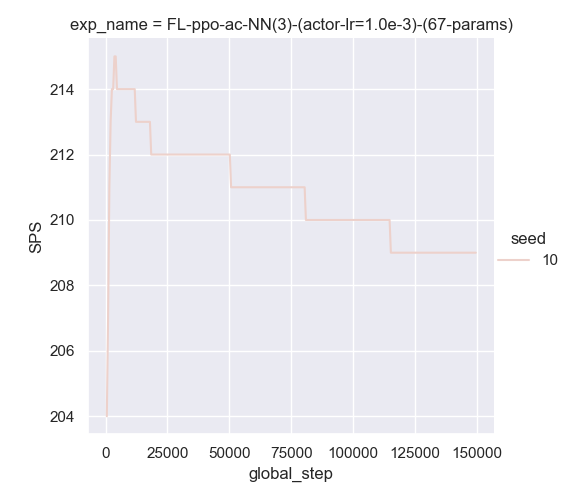 exp_name = FL-ppo-ac-NN(3)-(actor-lr=1.0e-3)-(67-params)
214
212
210
208
206
204
SPS
0 25000 50000 75000 100000 125000 150000
global_step
seed
10